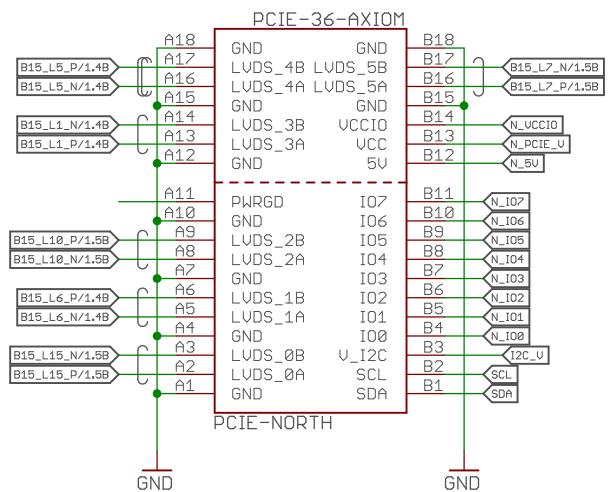 PCIE-36-AXIOM
A18 GND GND B18
B15_L5_P/1.4B A17 LVDS_4B LVDS_5B B17 B15_L7_N/1.5B
B15_L5_N/1.4B A16 LVDS_4A LVDS_5A B16 B15_L7_P/1.5B
A15 GND GND B15
B15_L1_N/1.4B A14 LVDS_3B VCCIO B14 N_VCCIO
B15_L1_P/1.4B A13 LVDS_3A VCC B13 N_PCIE_V
A12 GND 5V B12 N_5V
A11 PWRGD IO7 B11 N_IO7
A10 GND IO6 B10 N_IO6
B15_L10_P/1.5B A9 LVDS_2B IO5 B9 N_IO5
B15_L10_N/1.5B A8 LVDS_2A IO4 B8 N_IO4
A7 GND IO3 B7 N_IO3
B15_L6_P/1.4B A6 LVDS_1B IO2 B6 N_IO2
B15_L6_N/1.4B A5 LVDS_1A IO1 B5 N_IO1
A4 GND IO0 B4 N_IO0
B15_L15_N/1.5B A3 LVDS_0B V_I2C B3 I2C_V
B15_L15_P/1.5B A2 LVDS_0A SCL B2 SCL
A1 GND SDA B1 SDA
PCIE-NORTH
GND GND